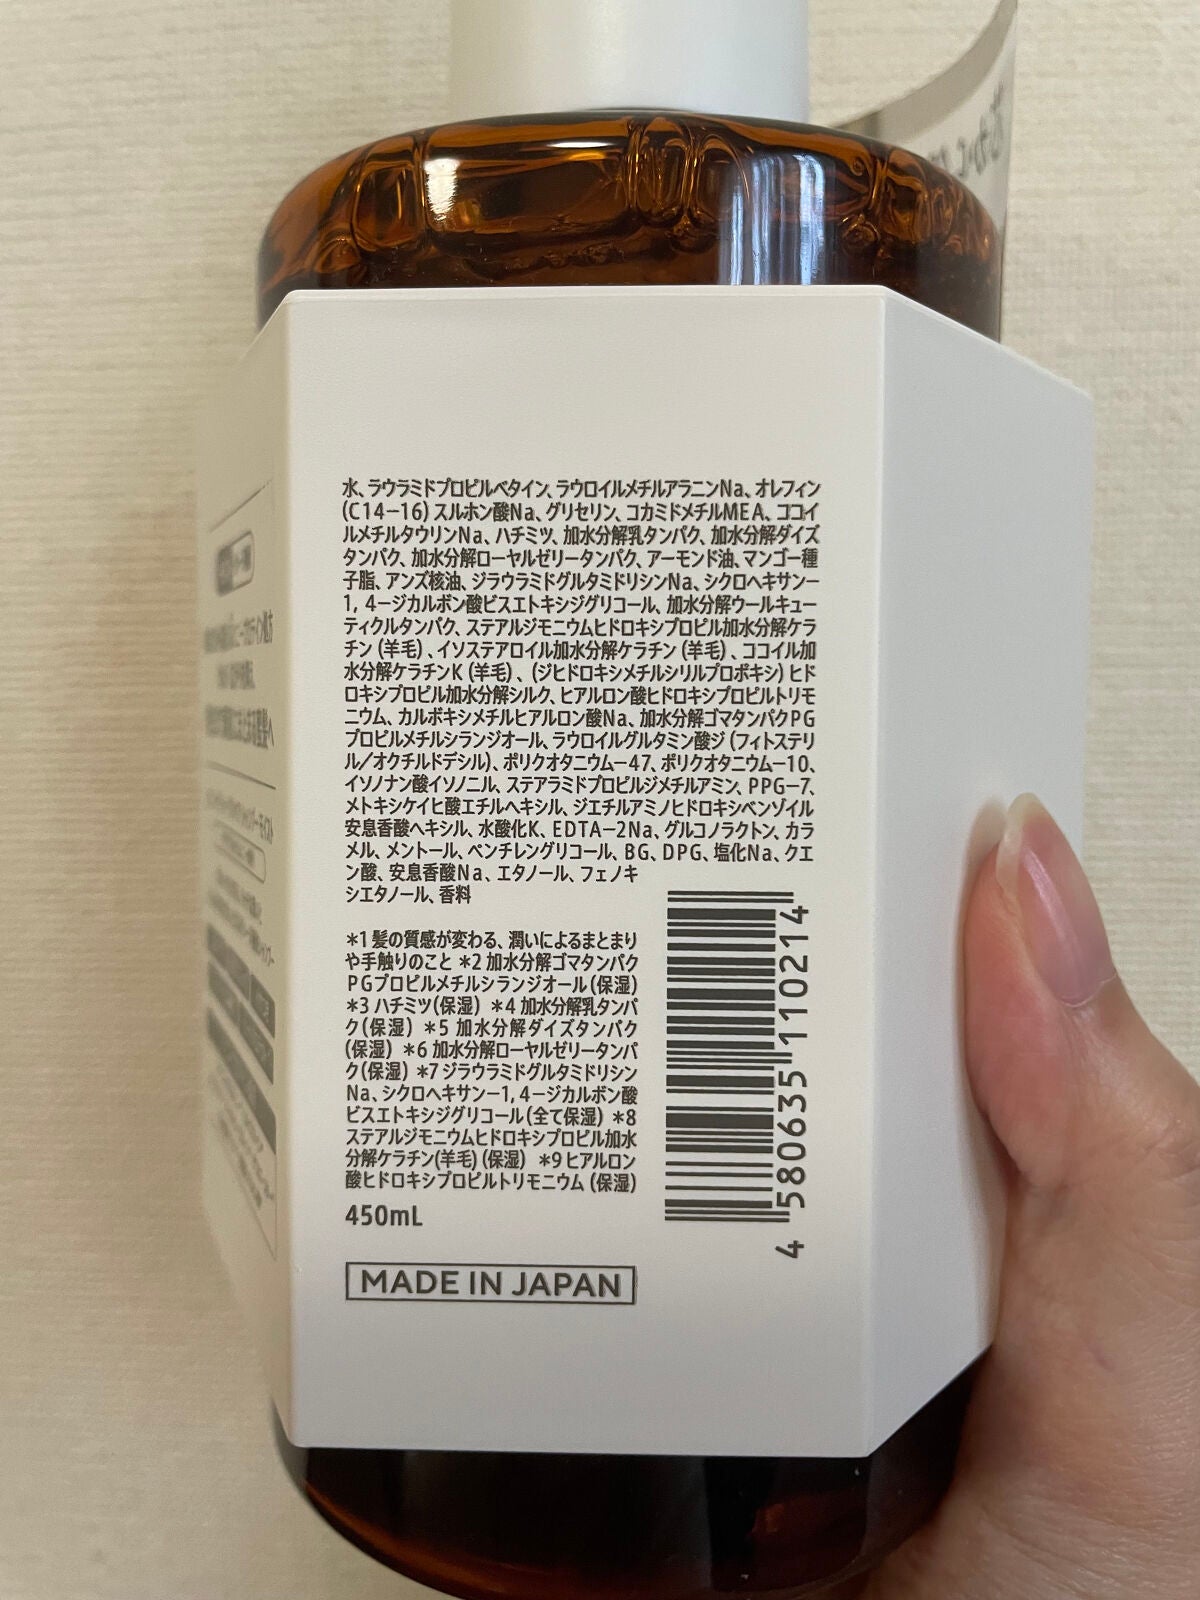 水、ラウラミドプロピルベタイン、ラウロイルメチルアラニンNa、オレフィン
(C14−16)スルホン酸Na、グリセリン、コカミドメチルMEA、ココイ
ルメチルタウリンNa、ハチミツ、加水分解乳タンパク、加水分解ダイズ
タンパク、加水分解ローヤルゼリータンパク、アーモンド油、マンゴー種
子脂、アンズ核油、ジラウラミドグルタミドリシンNa、シクロヘキサン−
1, 4−ジカルボン酸ビスエトキシジグリコール、加水分解ウールキュー
ティクルタンパク、ステアルジモニウムヒドロキシプロピル加水分解ケラ
チン(羊毛)、イソステアロイル加水分解ケラチン(羊毛)、ココイル加
水分解ケラチンK(羊毛)、(ジヒドロキシメチルシリルプロポキシ)ヒド
ロキシプロピル加水分解シルク、ヒアルロン酸ヒドロキシプロピルトリモ
ニウム、カルボキシメチルヒアルロン酸Na、加水分解ゴマタンパクPG
プロピルメチルシランジオール、ラウロイルグルタミン酸ジ(フィトステリ
ル/オクチルドデシル)、ポリクオタニウム−47、ポリクオタニウム−10、
イソノナン酸イソノニル、ステアラミドプロピルジメチルアミン、PPG−7、
メトキシケイヒ酸エチルヘキシル、ジエチルアミノヒドロキシベンゾイル
安息香酸ヘキシル、水酸化K、EDTA−2Na、グルコノラクトン、カラ
メル、メントール、ペンチレングリコール、BG、DPG、塩化Na、クエ
ン酸、安息香酸Na、エタノール、フェノキ
シエタノール、香料
*1 髪の質感が変わる、潤いによるまとまり
や手触りのこと *2 加水分解ゴマタンパク
PGプロピルメチルシランジオール(保湿)
*3 ハチミツ(保湿) *4 加水分解乳タンパ
ク(保湿) *5 加水分解ダイズタンパク
(保湿) *6 加水分解ローヤルゼリータンパ
ク(保湿) *7 ジラウラミドグルタミドリシン
Na、シクロヘキサン−1, 4−ジカルボン酸
ビスエトキシジグリコール(全て保湿) *8
ステアルジモニウムヒドロキシプロピル加水
分解ケラチン(羊毛)(保湿) *9 ヒアルロン
酸ヒドロキシプロピルトリモニウム(保湿)
450mL
MADE IN JAPAN
4 580635 110214